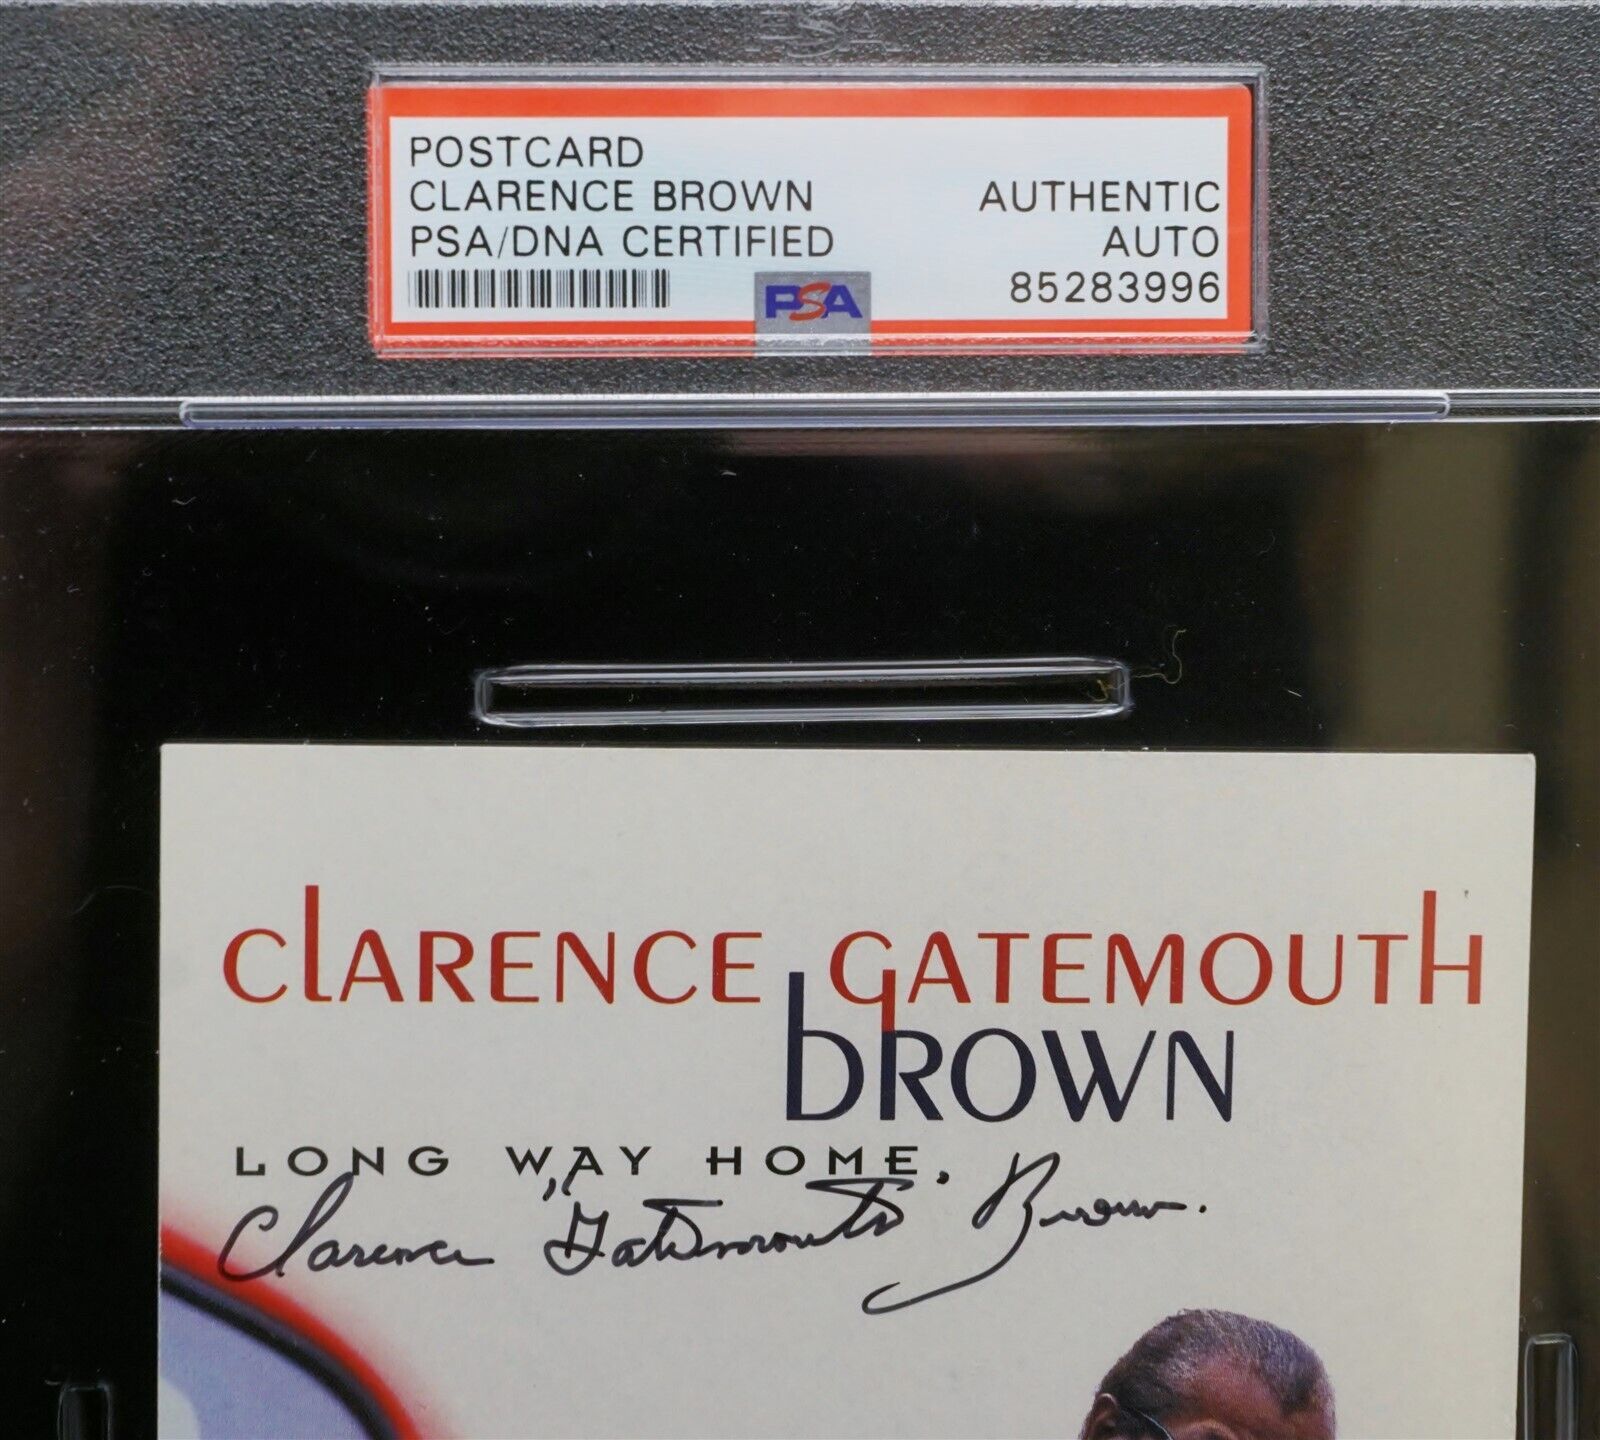 PSA
POSTCARD
CLARENCE BROWN
PSA/DNA CERTIFIED
AUTHENTIC
AUTO
85283996
PSA
CLARENCE GATEMOUTH
BROWN
LONG WAY HOME
Clarence "Gatemouth" Brown.